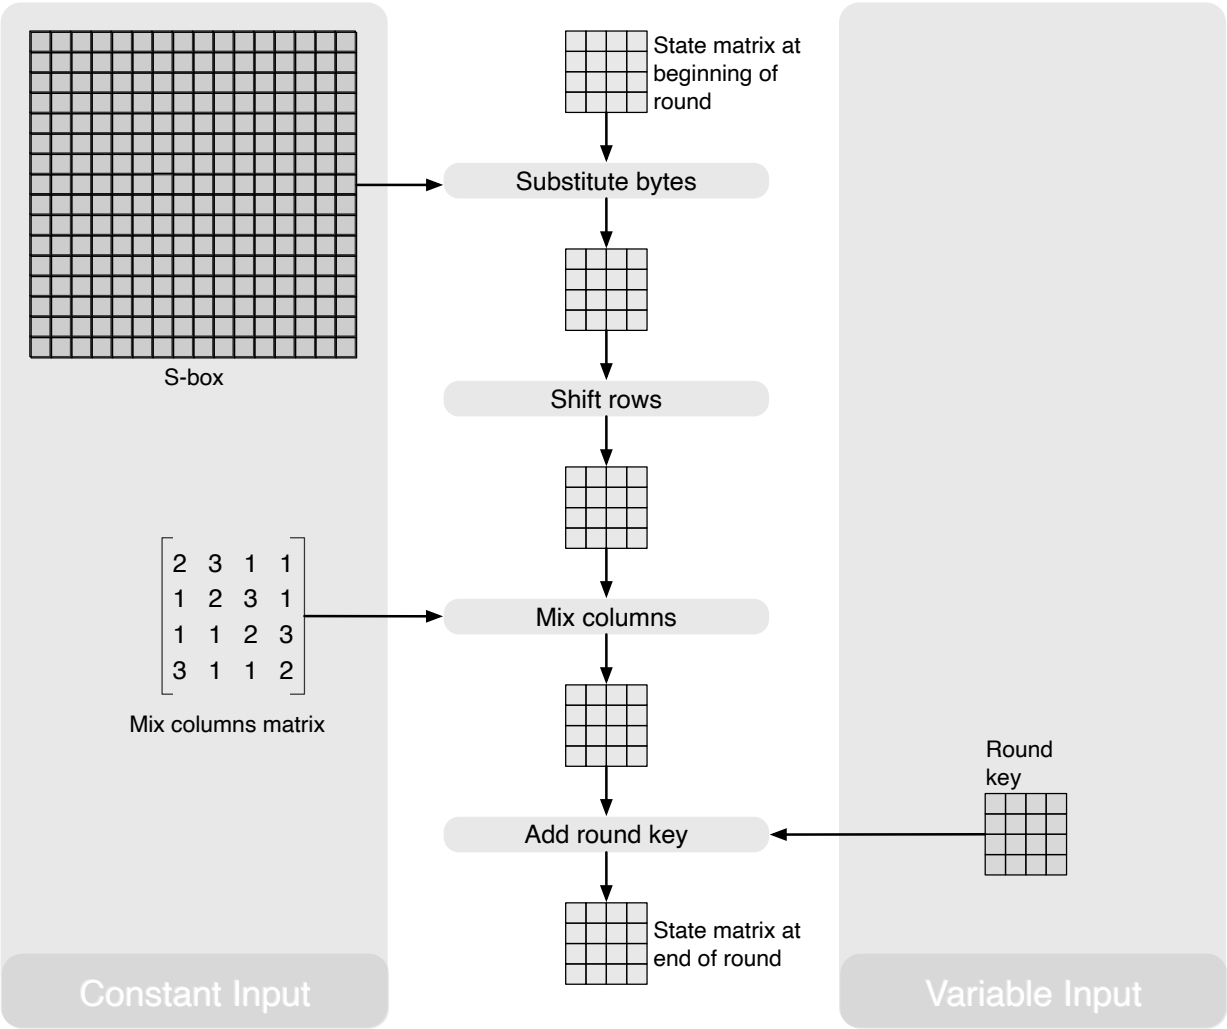 State matrix at
beginning of
round
Substitute bytes
S-box
Shift rows
2 3 1 1
1 2 3 1
1 1 2 3
3 1 1 2
Mix columns
Mix columns matrix
Round
key
Add round key
State matrix at
end of round
Constant Input
Variable Input